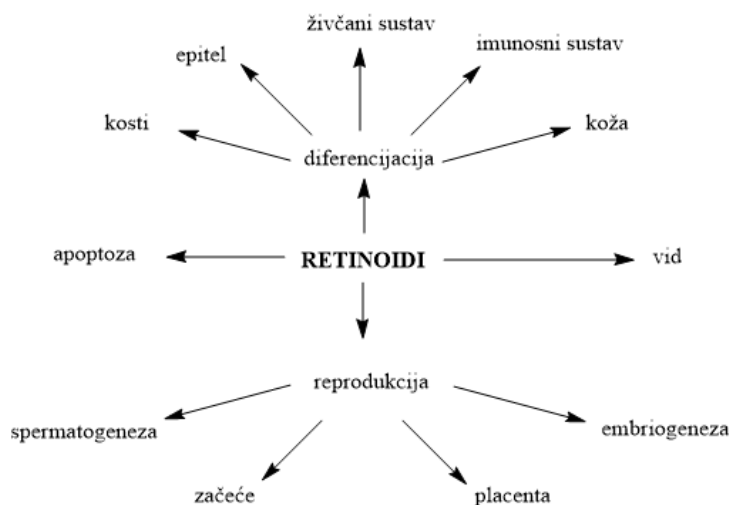 živčani sustav
epitel
imunosni sustav
kosti
koža
diferencijacija
apoptoza
RETINOIDI
vid
reprodukcija
spermatogeneza
embriogeneza
začeće
placenta